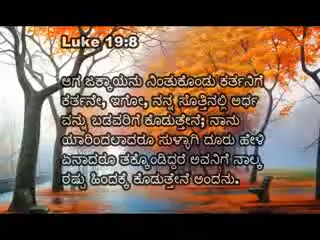 Luke 19:8
ಆಗ ಜಕ್ಕಾಯನು ನಿಂತುಕೊಂಡು ಕರ್ತನಿಗೆ
ಕರ್ತನೇ, ಇಗೋ, ನನ್ನ ಸೊತ್ತಿನಲ್ಲಿ ಅರ್ಧ
ವನ್ನು ಬಡವರಿಗೆ ಕೊಡುತ್ತೇನೆ; ನಾನು
ಯಾರಿಂದಲಾದರೂ ಸುಳ್ಳಾಗಿ ದೂರು ಹೇಳಿ
ಏನಾದರೂ ತಕ್ಕೊಂಡಿದ್ದರೆ ಅವನಿಗೆ ನಾಲ್ಕ
ರಷ್ಟು ಹಿಂದಕ್ಕೆ ಕೊಡುತ್ತೇನೆ ಅಂದನು.